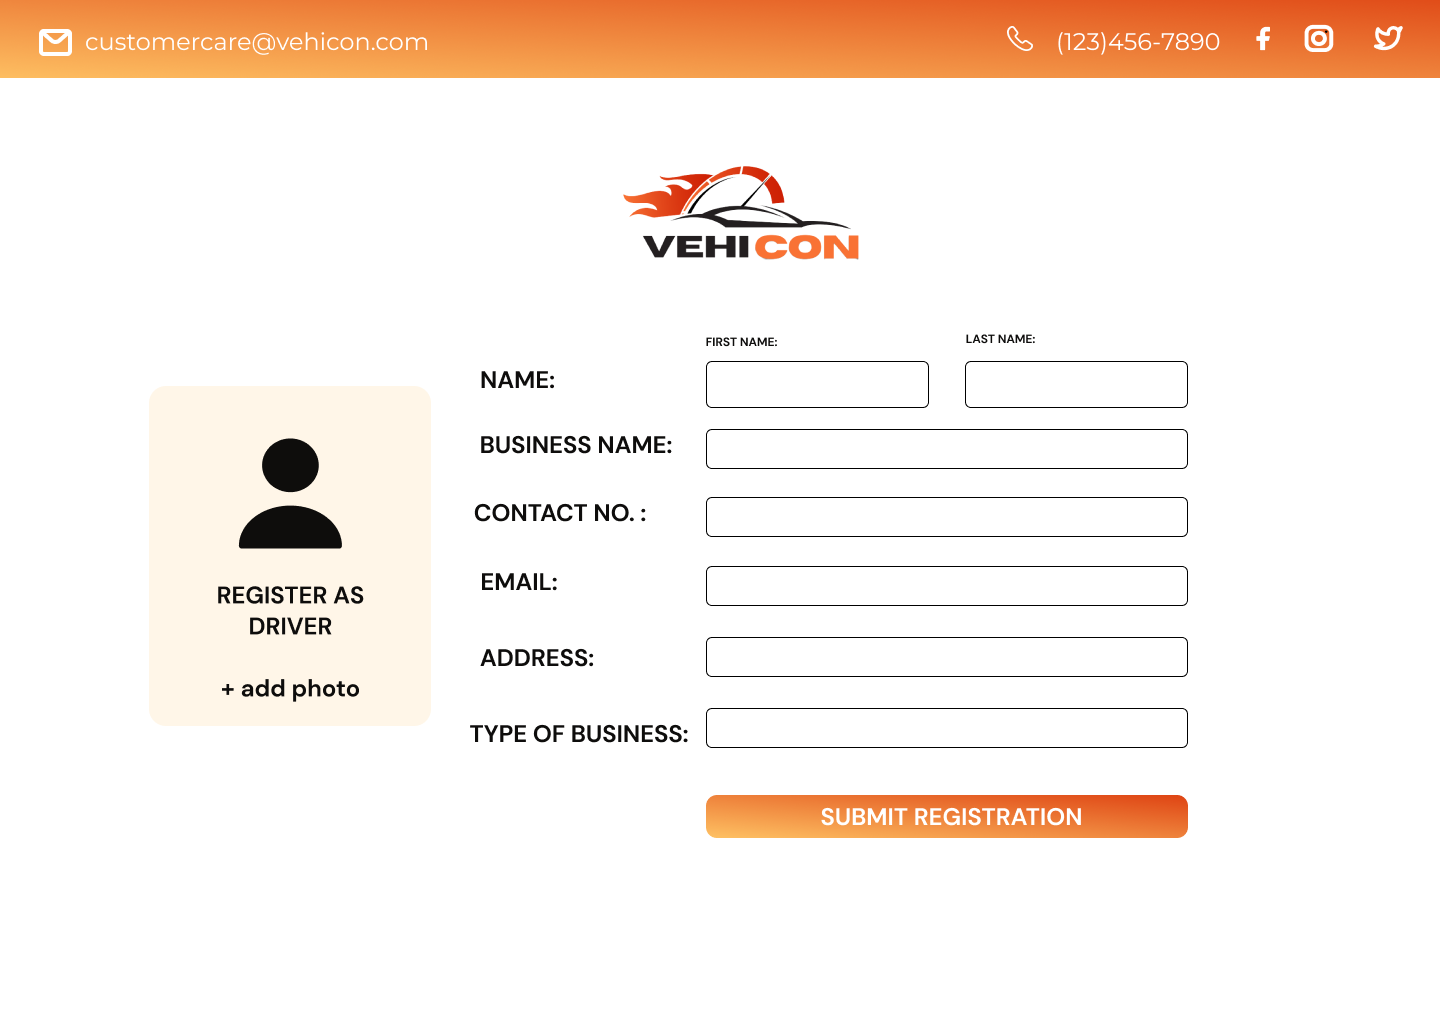 customercare@vehicon.com
(123)456-7890
VEHICON
FIRST NAME:
LAST NAME:
NAME:
BUSINESS NAME:
CONTACT NO. :
EMAIL:
ADDRESS:
TYPE OF BUSINESS:
REGISTER AS
DRIVER
+ add photo
SUBMIT REGISTRATION